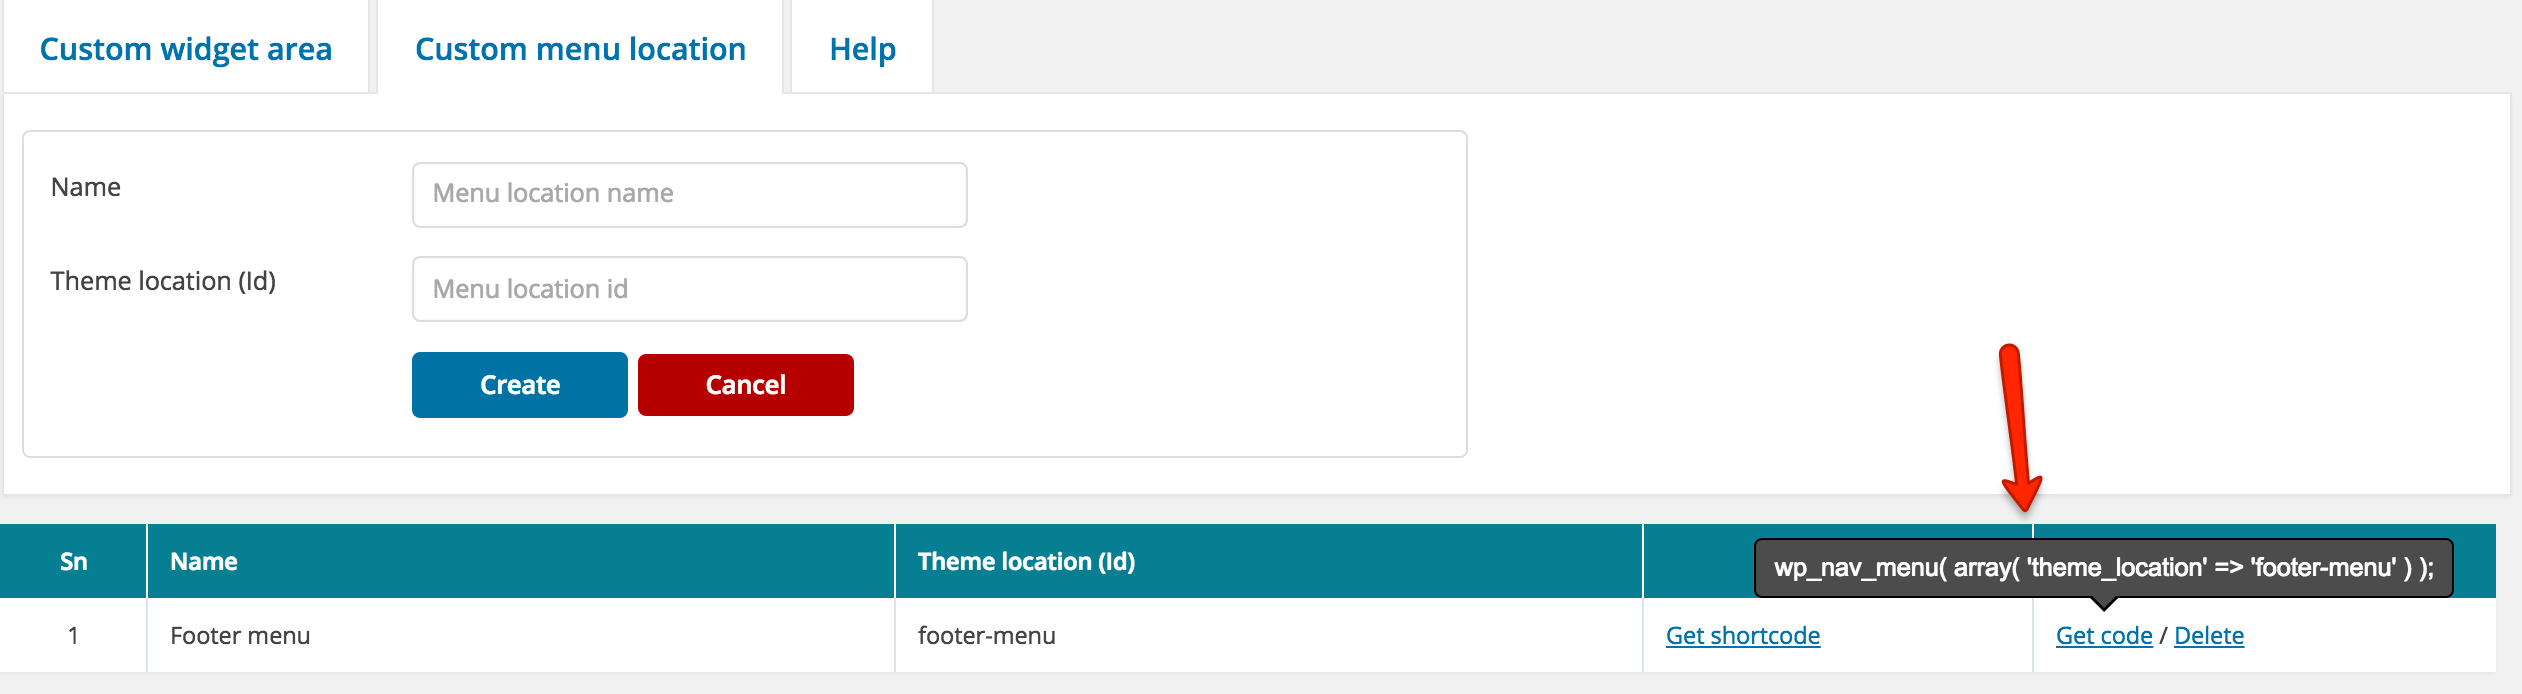 Custom widget area Custom menu location Help
Name Menu location name
Theme location (Id) Menu location id
Create Cancel
Sn Name Theme location (Id) wp_nav_menu( array( 'theme_location' => 'footer-menu' ) );
1 Footer menu footer-menu Get shortcode Get code / Delete